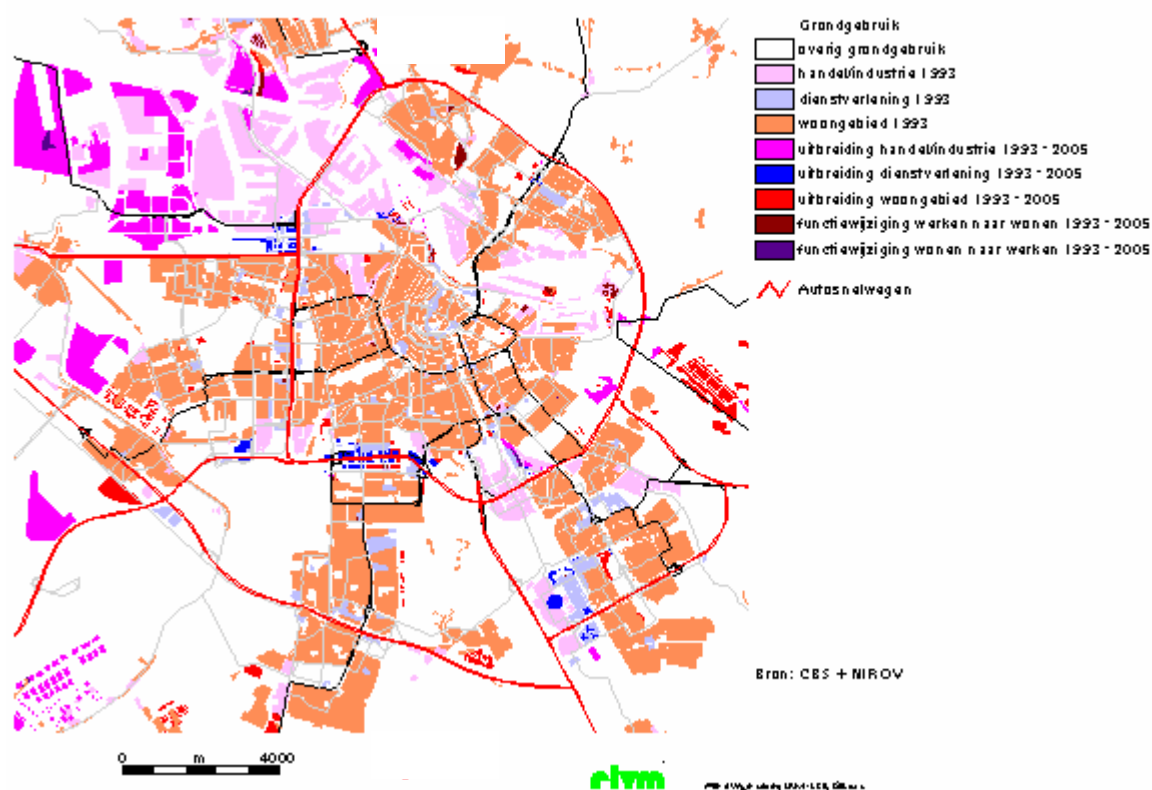 Grondgebruik
overig grondgebruik
handel/industrie 1993
dienstverlening 1993
woongebied 1993
uitbreiding handel/industrie 1993 - 2005
uitbreiding dienstverlening 1993 - 2005
uitbreiding woongebied 1993 - 2005
functiewijziging werken naar wonen 1993 - 2005
functiewijziging wonen naar werken 1993 - 2005
Autosnelwegen
Bron: CBS + NIROV
0 m 4000